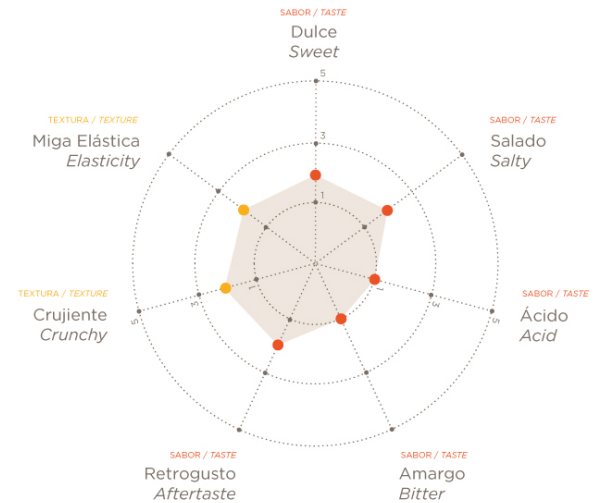 SABOR / TASTE
Dulce
Sweet
5
3
1
0
TEXTURA / TEXTURE
Miga Elástica
Elasticity
SABOR / TASTE
Salado
Salty
TEXTURA / TEXTURE
Crujiente
Crunchy
5
3
1
3
5
SABOR / TASTE
Ácido
Acid
SABOR / TASTE
Retrogusto
Aftertaste
SABOR / TASTE
Amargo
Bitter